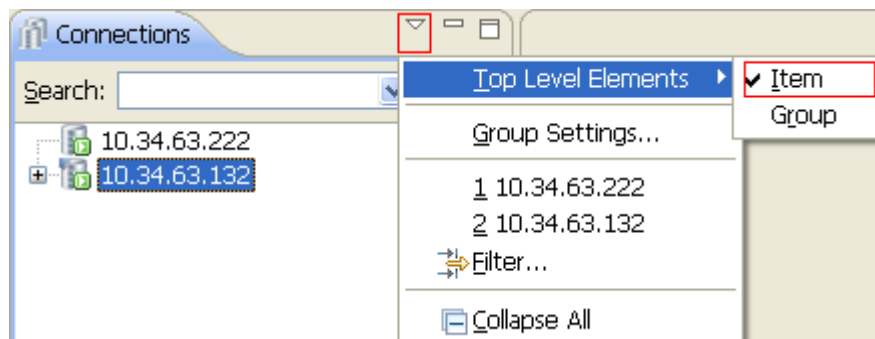 Connections
Search:
10.34.63.222
10.34.63.132
Top Level Elements
Group Settings...
1 10.34.63.222
2 10.34.63.132
Filter...
Collapse All
Item
Group